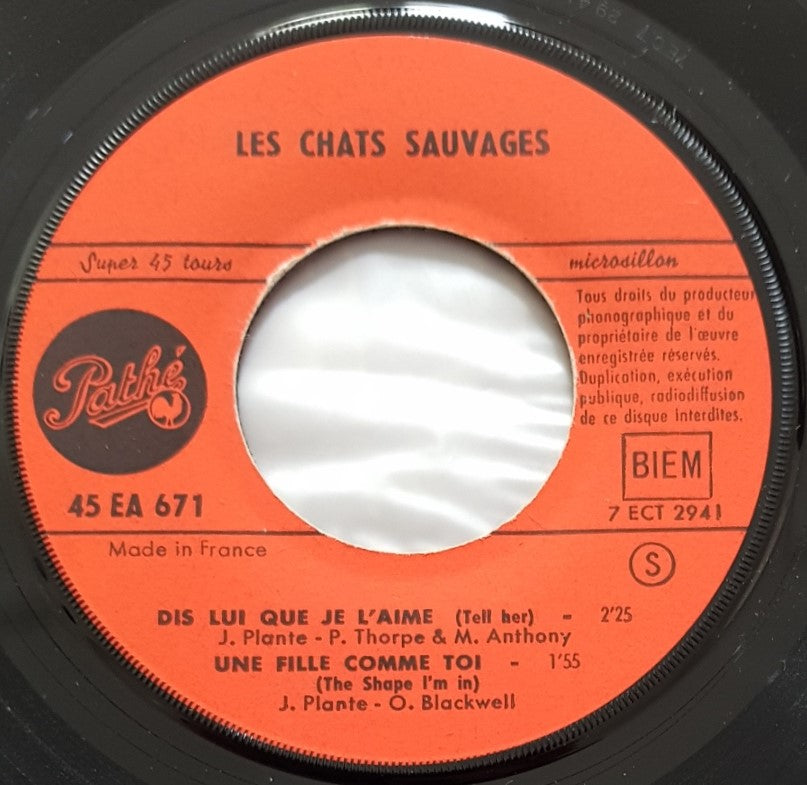 LES CHATS SAUVAGES
Super 45 tours
microsillon
Tous droits du producteur
phonographique et du
propriétaire de l'œuvre
enregistrée réservés.
Duplication, exécution
publique, radiodiffusion
de ce disque interdites.
Pathé
BIEM
45 EA 671
7 ECT 2941
Made in France
S
DIS LUI QUE JE L'AIME (Tell her) - 2'25
J. Plante - P. Thorpe & M. Anthony
UNE FILLE COMME TOI - 1'55
(The Shape I'm in)
J. Plante - O. Blackwell